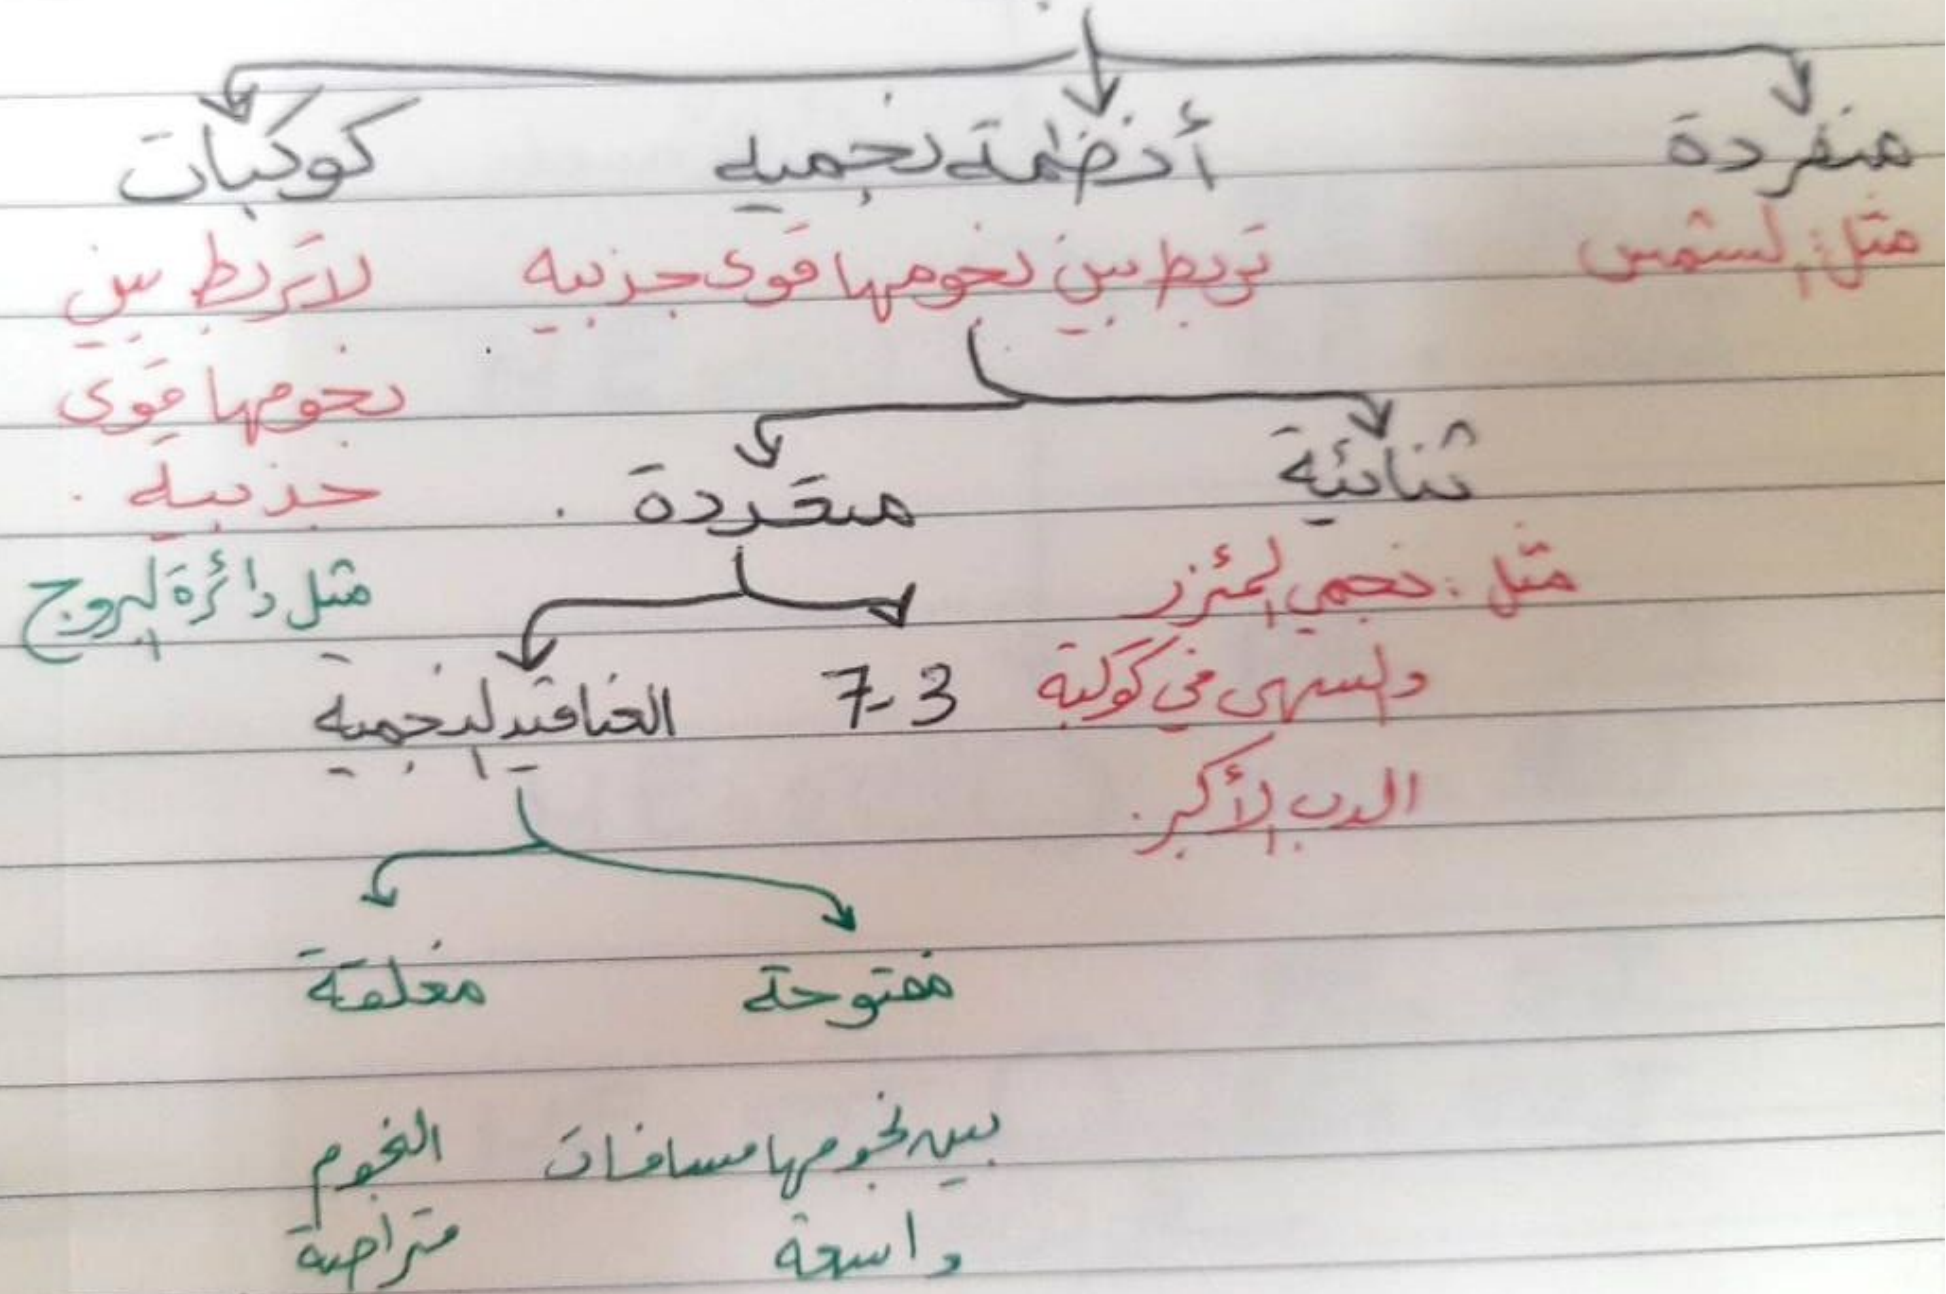 منفردة
مثل: الشمس
أنظمة نجمية
تربط بين نجومها قوى جذبية
كوكبات
لا تربط بين
نجومها قوى
جذبية .
مثل دائرة البروج
ثنائية
مثل : نجمي المئزر
والسهى في كوكبة
الدب الأكبر .
متعددة
3-7
العناقيد النجمية
مفتوحة
بين نجومها مسافات
واسعة
مغلقة
النجوم
متراصة